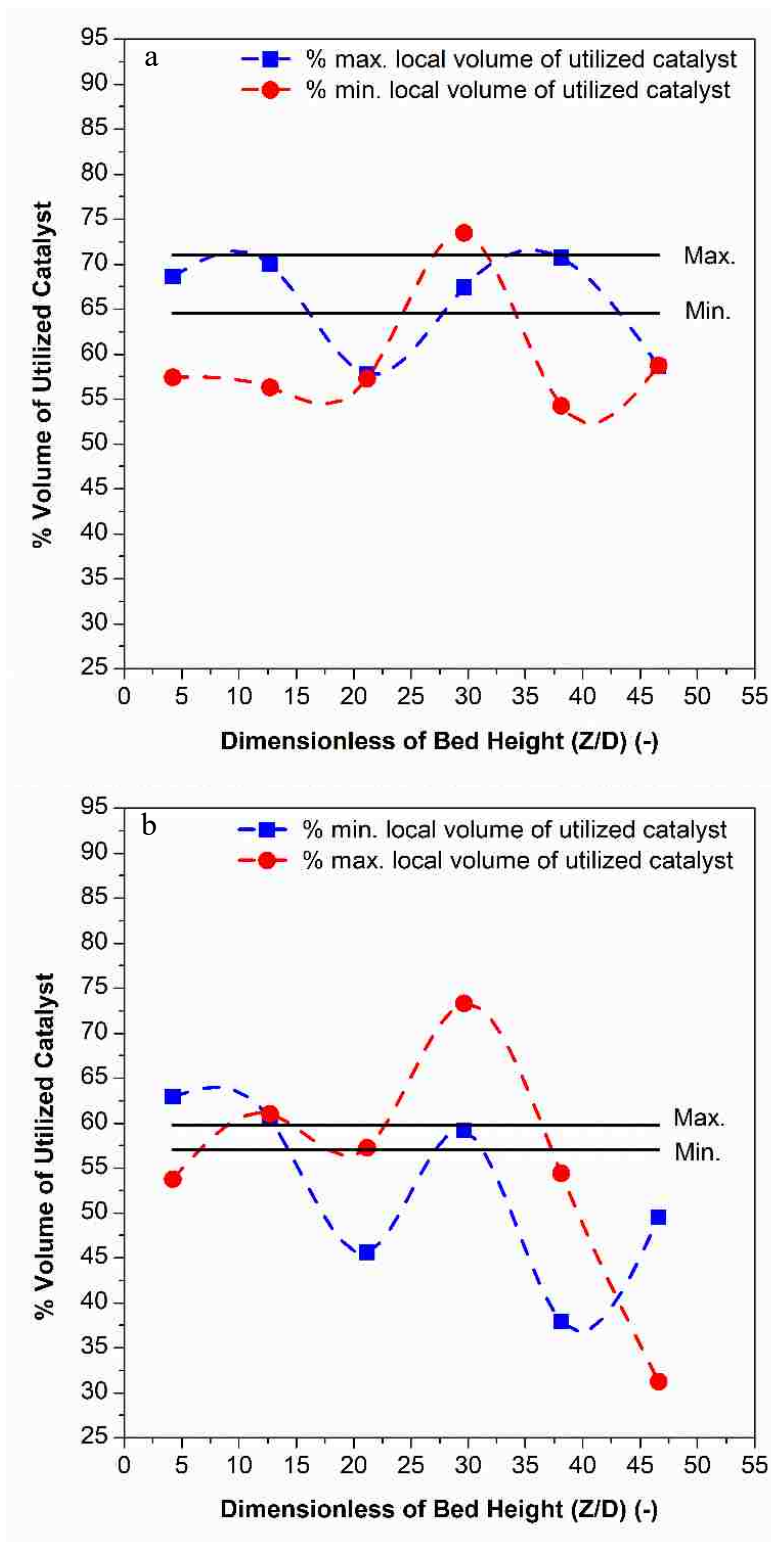 a
% max. local volume of utilized catalyst
% min. local volume of utilized catalyst
95
90
85
80
75
70
65
60
55
50
45
40
35
30
25
% Volume of Utilized Catalyst
Max.
Min.
0 5 10 15 20 25 30 35 40 45 50 55
Dimensionless of Bed Height (Z/D) (-)
b
% min. local volume of utilized catalyst
% max. local volume of utilized catalyst
95
90
85
80
75
70
65
60
55
50
45
40
35
30
25
% Volume of Utilized Catalyst
Max.
Min.
0 5 10 15 20 25 30 35 40 45 50 55
Dimensionless of Bed Height (Z/D) (-)